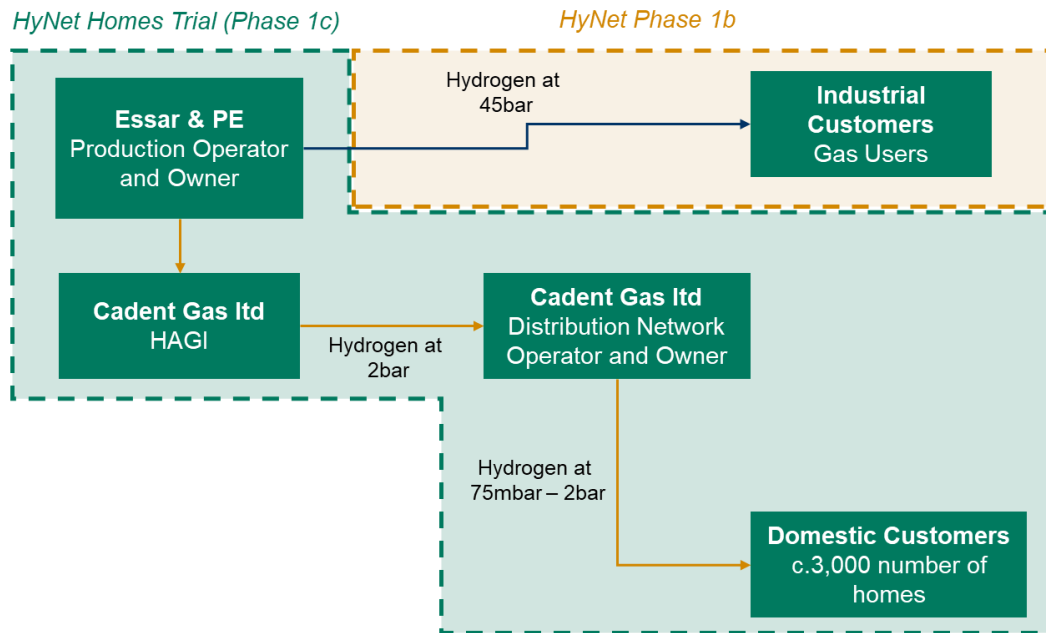 HyNet Homes Trial (Phase 1c)
HyNet Phase 1b
Essar & PE
Production Operator
and Owner
Hydrogen at
45bar
Industrial
Customers
Gas Users
Cadent Gas ltd
HAGI
Hydrogen at
2bar
Cadent Gas ltd
Distribution Network
Operator and Owner
Hydrogen at
75mbar – 2bar
Domestic Customers
c.3,000 number of
homes